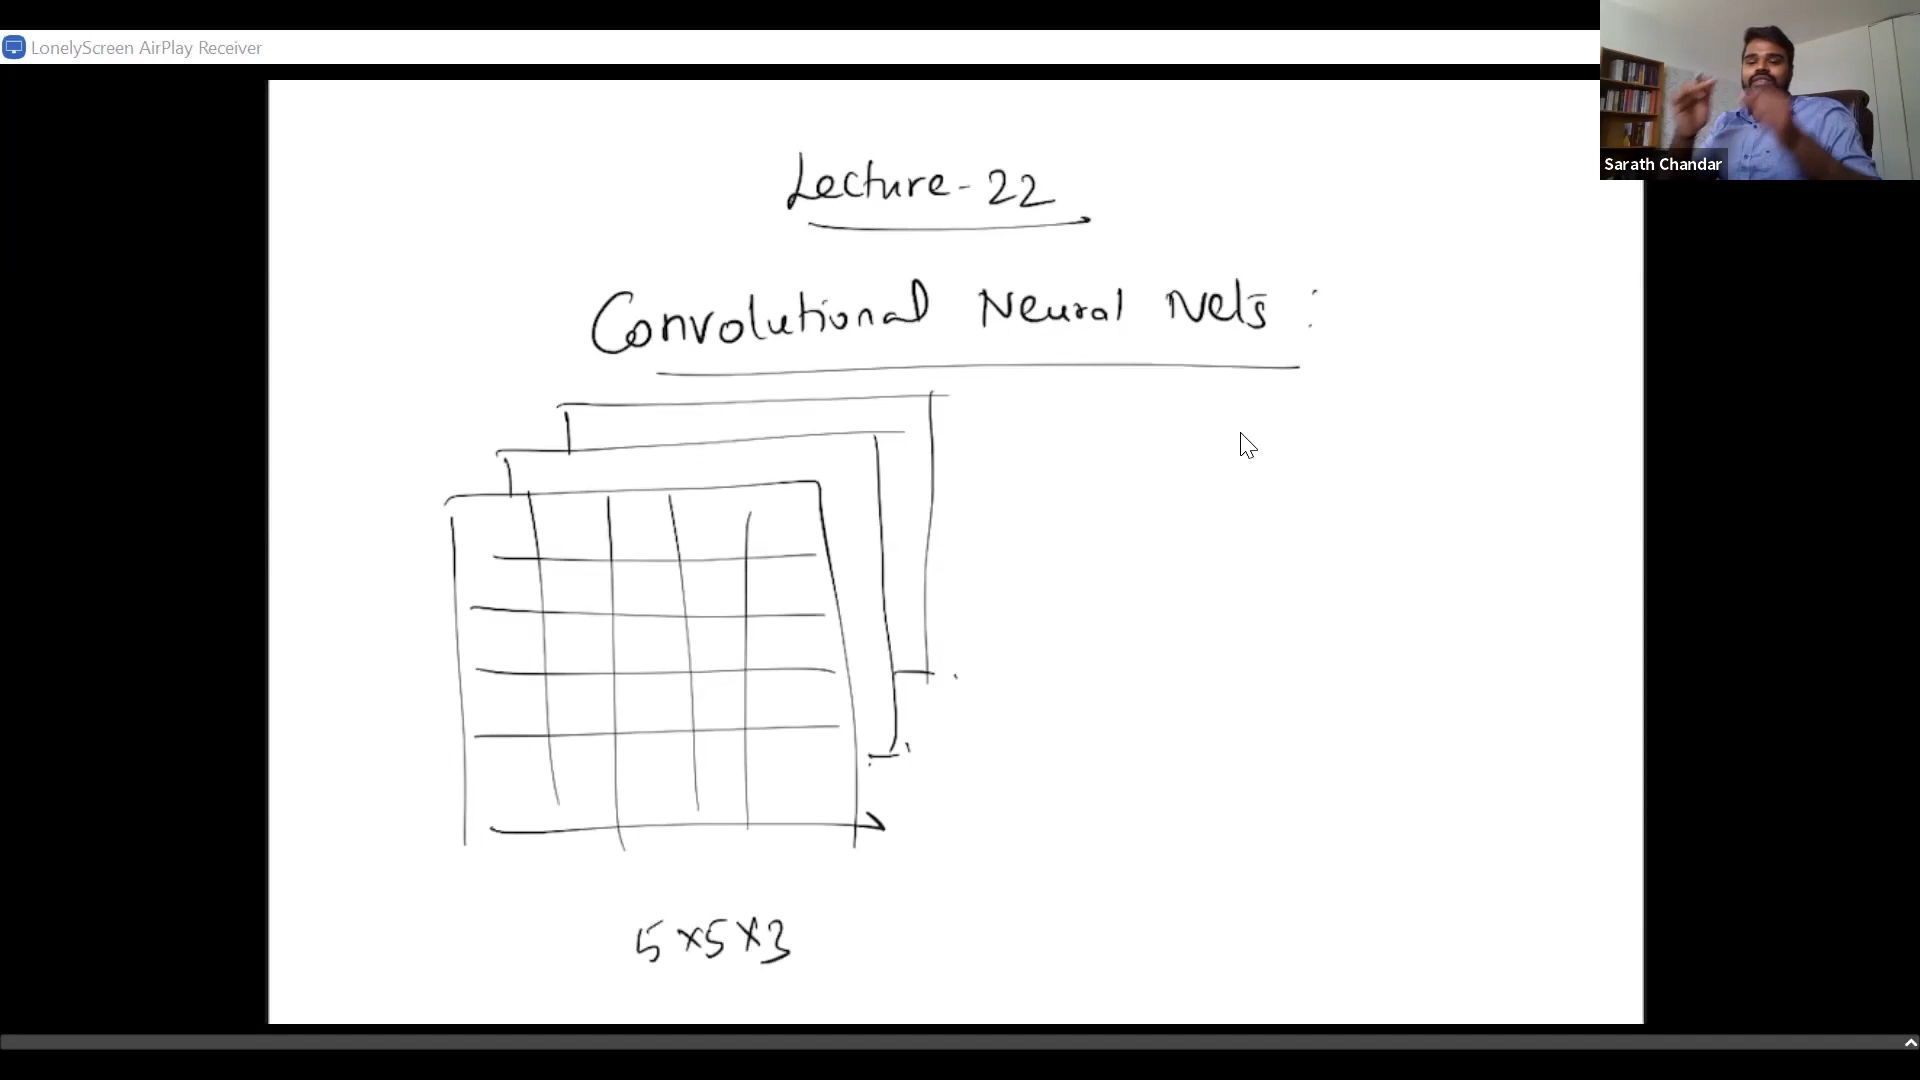 LonelyScreen AirPlay Receiver
Sarath Chandar
Lecture - 22
Convolutional Neural Nets :
5 x 5 x 3